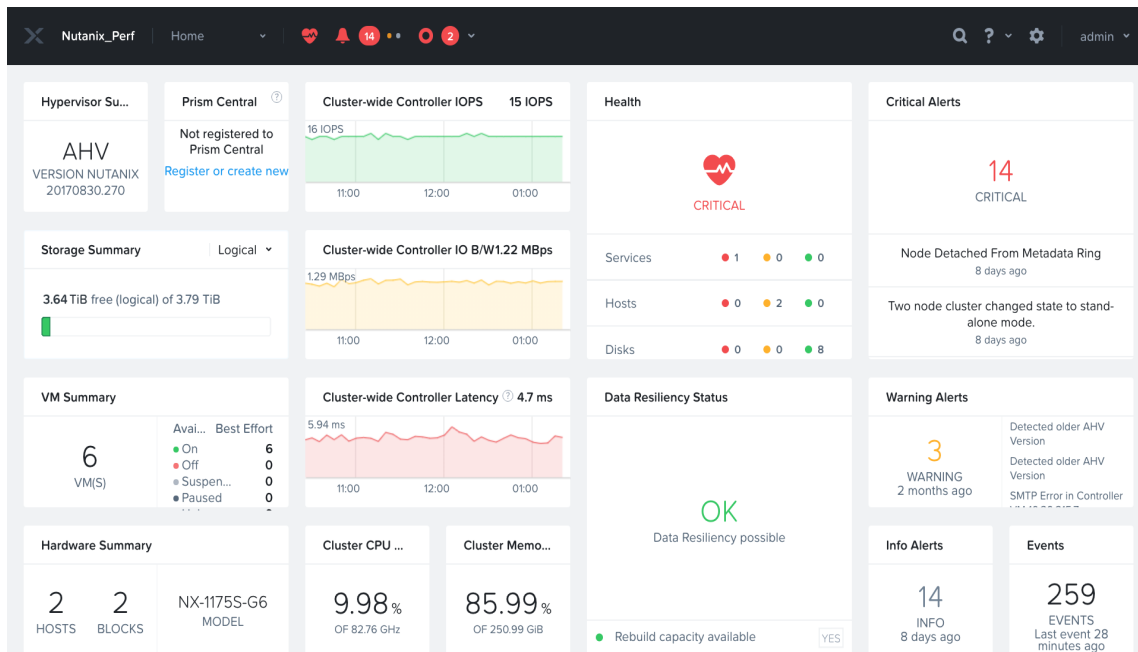 Nutanix_Perf
Home
14
2
?
admin
Hypervisor Su...
AHV
VERSION NUTANIX
20170830.270
Prism Central
?
Not registered to
Prism Central
Register or create new
Cluster-wide Controller IOPS 15 IOPS
16 IOPS
11:00 12:00 01:00
Health
CRITICAL
Services 1 0 0
Hosts 0 2 0
Disks 0 0 8
Critical Alerts
14
CRITICAL
Node Detached From Metadata Ring
8 days ago
Two node cluster changed state to stand-
alone mode.
8 days ago
Storage Summary Logical
3.64 TiB free (logical) of 3.79 TiB
Cluster-wide Controller IO B/W 1.22 MBps
1.29 MBps
11:00 12:00 01:00
VM Summary
6
VM(S)
Avai... Best Effort
On 6
Off 0
Suspen... 0
Paused 0
Cluster-wide Controller Latency ? 4.7 ms
5.94 ms
11:00 12:00 01:00
Data Resiliency Status
OK
Data Resiliency possible
Rebuild capacity available YES
Warning Alerts
3
WARNING
2 months ago
Detected older AHV
Version
Detected older AHV
Version
SMTP Error in Controller
Hardware Summary
2
HOSTS
2
BLOCKS
NX-1175S-G6
MODEL
Cluster CPU ...
9.98 %
OF 82.76 GHz
Cluster Memo...
85.99 %
OF 250.99 GiB
Info Alerts
14
INFO
8 days ago
Events
259
EVENTS
Last event 28
minutes ago